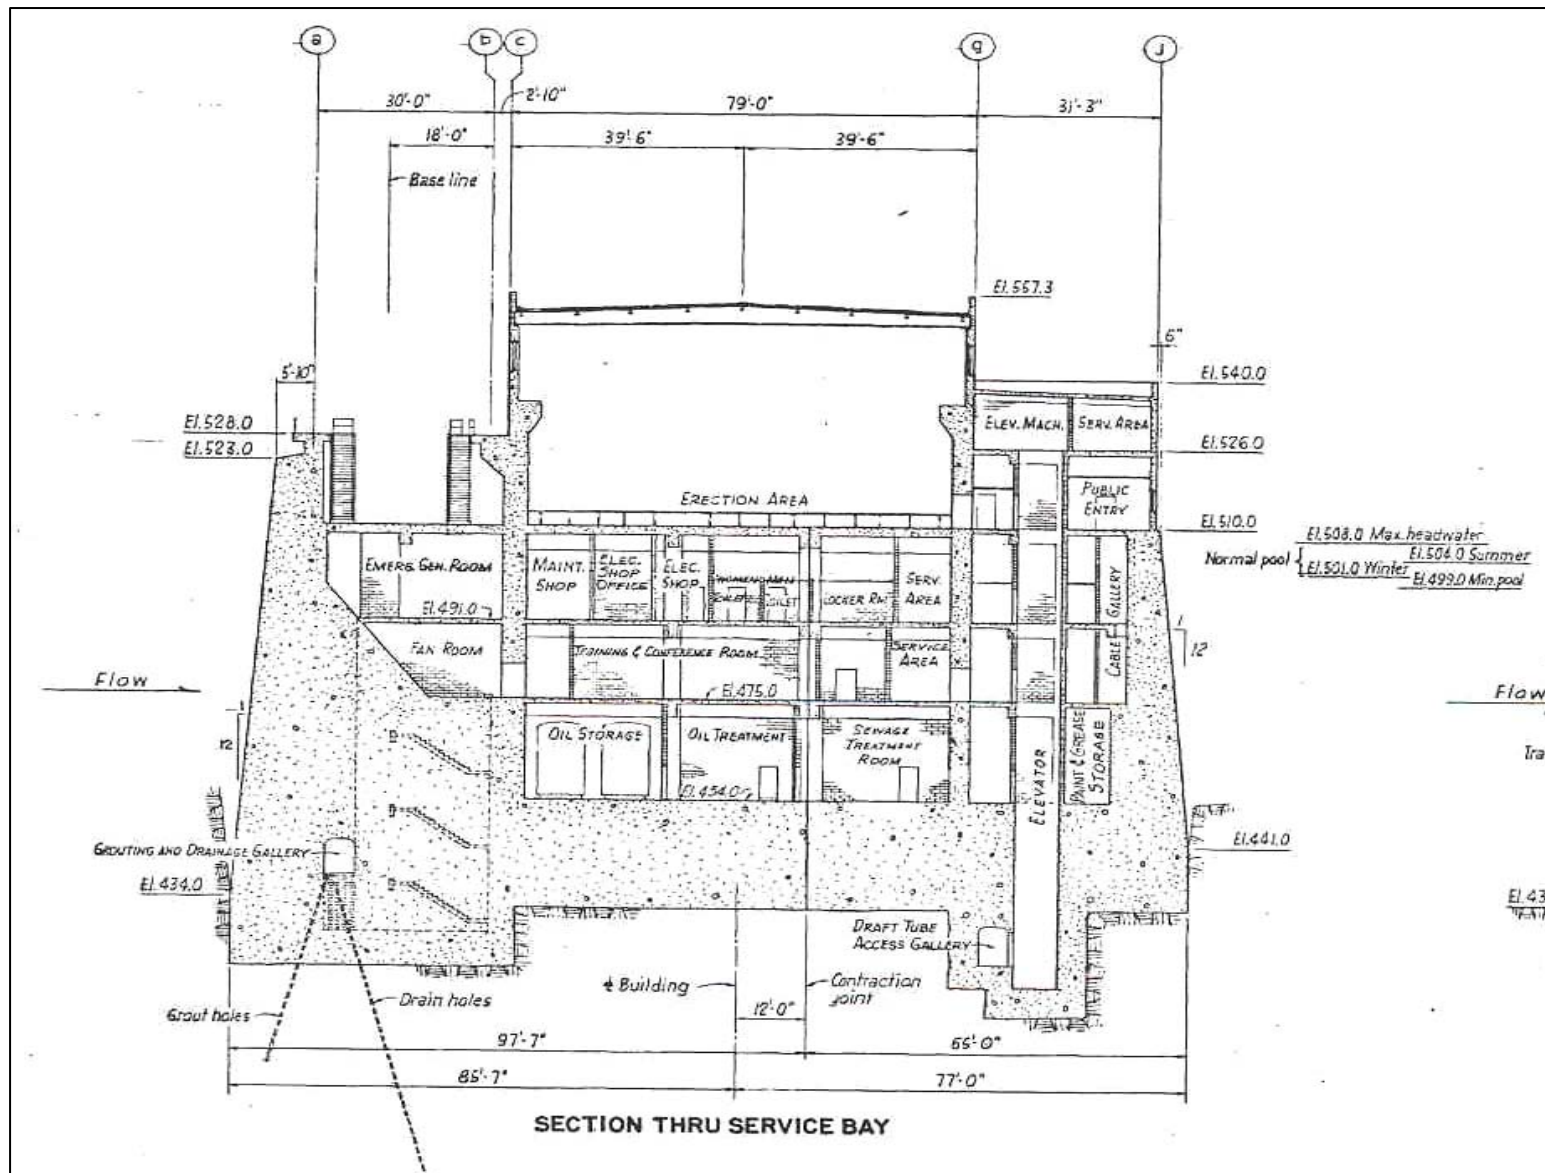 a b c g J
30'-0" 2'-10" 79'-0" 31'-3"
18'-0" 39'-6" 39'-6"
Base line
El. 557.3
6"
5'-10"
El. 540.0
El. 528.0
El. 523.0
ELEV. MACH. SERV. AREA
El. 526.0
ERECTION AREA
PUBLIC
ENTRY
El. 510.0
El. 508.0 Max. headwater
Normal pool { El. 504.0 Summer
El. 501.0 Winter
El. 499.0 Min. pool
EMERG. GEN. ROOM
MAINT.
SHOP
ELEC.
SHOP
OFFICE
ELEC.
SHOP
WOMEN MEN
TOILET TOILET
LOCKER RM
SERV.
AREA
CABLE GALLERY
El. 491.0
1
12
FAN ROOM
TRAINING & CONFERENCE ROOM
SERVICE
AREA
Flow
El. 475.0
Flow
1
12
OIL STORAGE
OIL TREATMENT
SEWAGE
TREATMENT
ROOM
ELEVATOR
PAINT & GREASE
STORAGE
Tra
El. 454.0
GROUTING AND DRAINAGE GALLERY
El. 441.0
El. 434.0
El. 43
DRAFT TUBE
ACCESS GALLERY
℄ Building
Contraction
joint
Drain holes
Grout holes
12'-0"
97'-7" 65'-0"
85'-7" 77'-0"
SECTION THRU SERVICE BAY